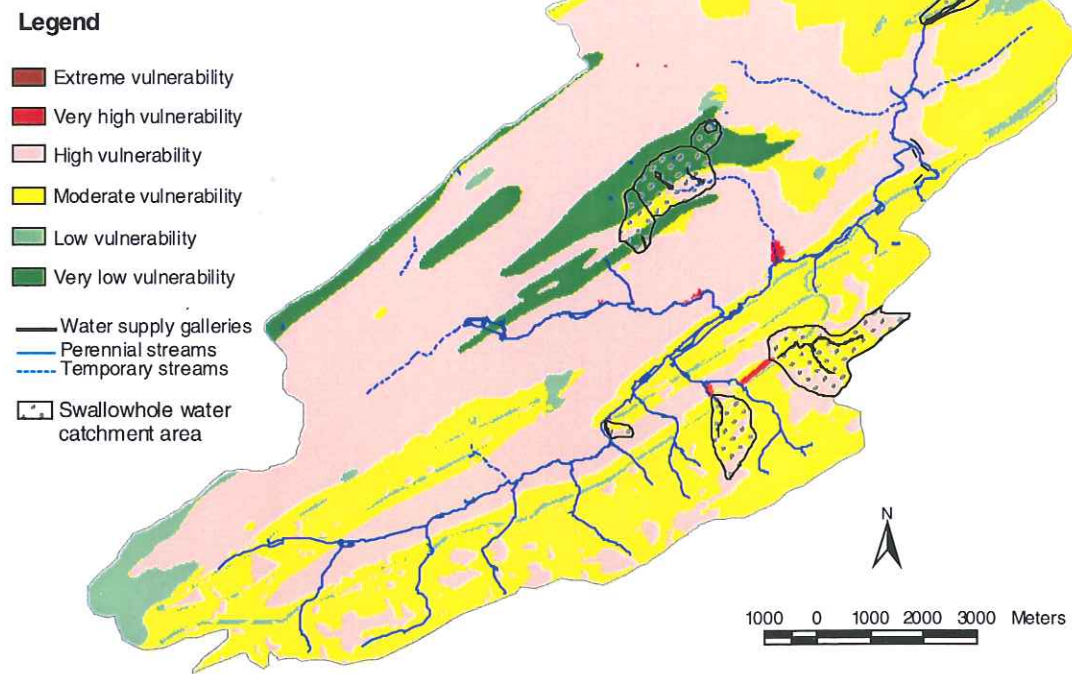 Legend
Extreme vulnerability
Very high vulnerability
High vulnerability
Moderate vulnerability
Low vulnerability
Very low vulnerability
Water supply galleries
Perennial streams
Temporary streams
Swallowhole water
catchment area
N
1000 0 1000 2000 3000 Meters